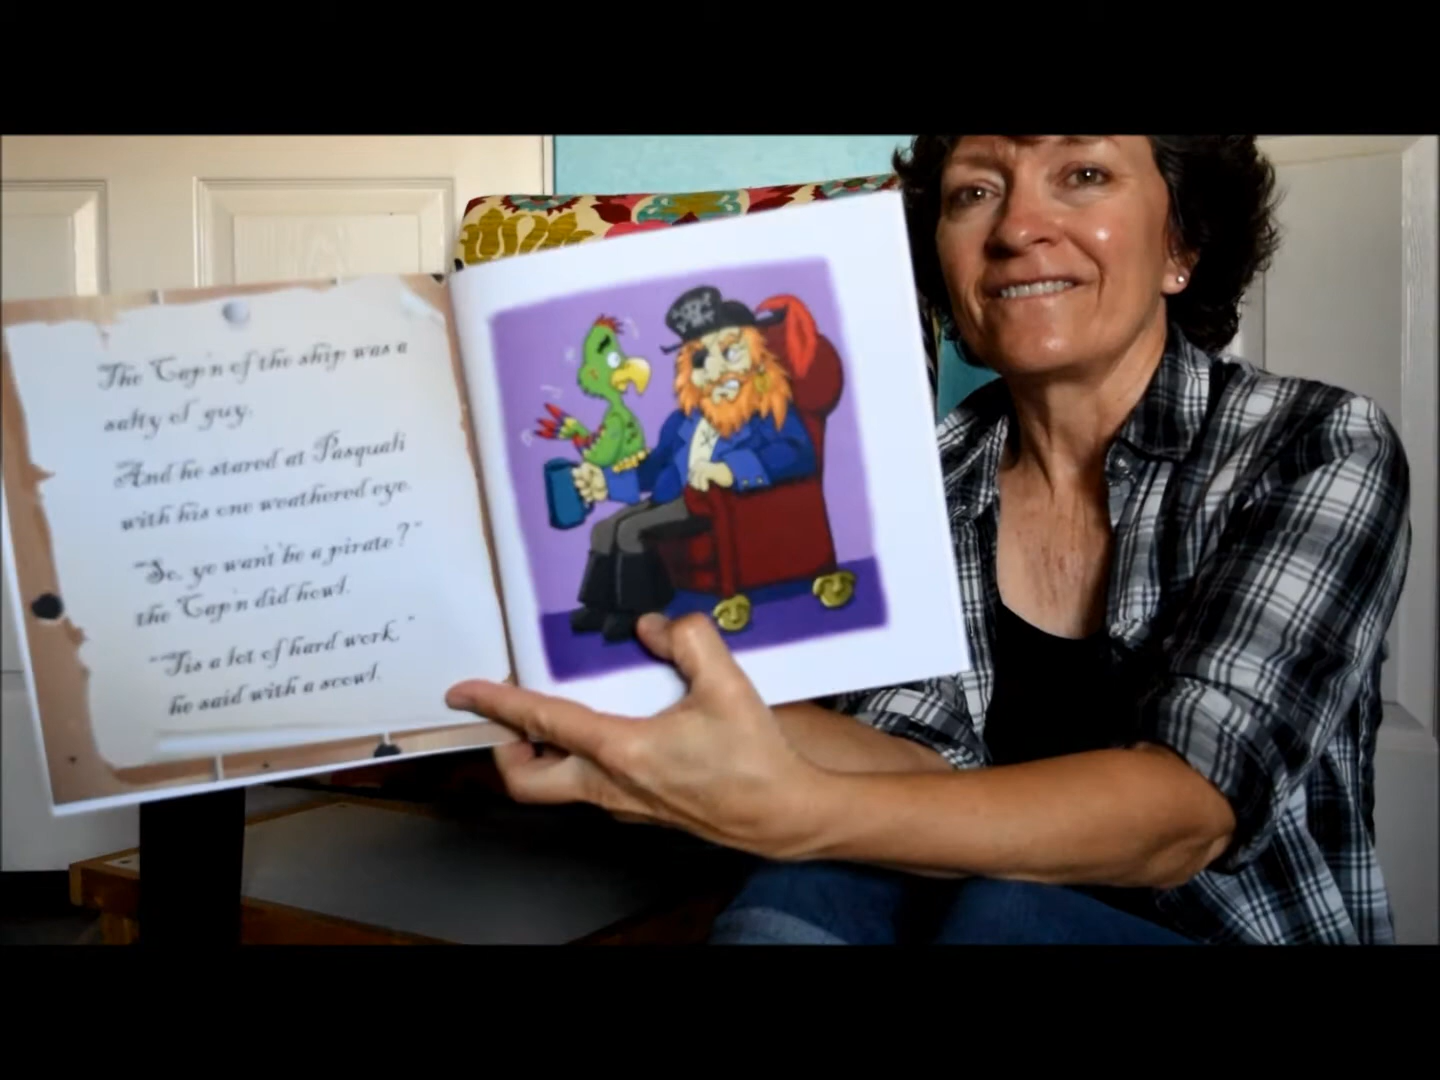 The Cap'n of the ship was a
salty ol' guy.
And he stared at Pasquali
with his one weathered eye.
"So, ye want be a pirate?"
the Cap'n did howl.
"'Tis a lot of hard work,"
he said with a scowl.